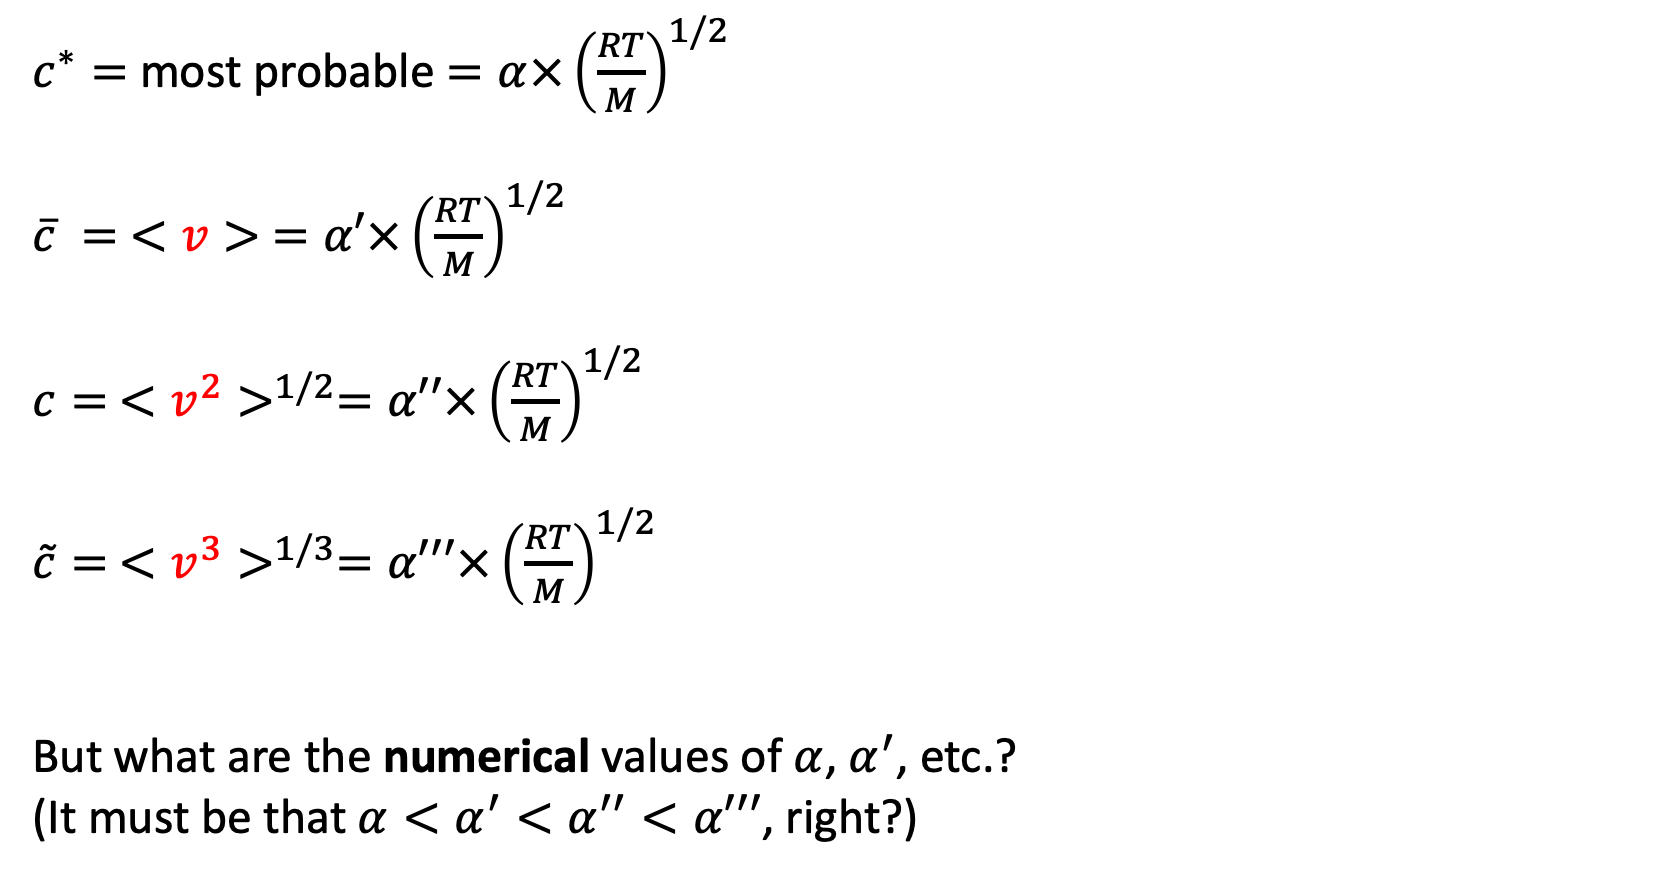 c* = most probable = α× (RT/M)^1/2
c̄ = < v > = α′× (RT/M)^1/2
c = < v² >^1/2 = α′′× (RT/M)^1/2
c̃ = < v³ >^1/3 = α′′′× (RT/M)^1/2
But what are the numerical values of α, α′, etc.?
(It must be that α < α′ < α′′ < α′′′, right?)